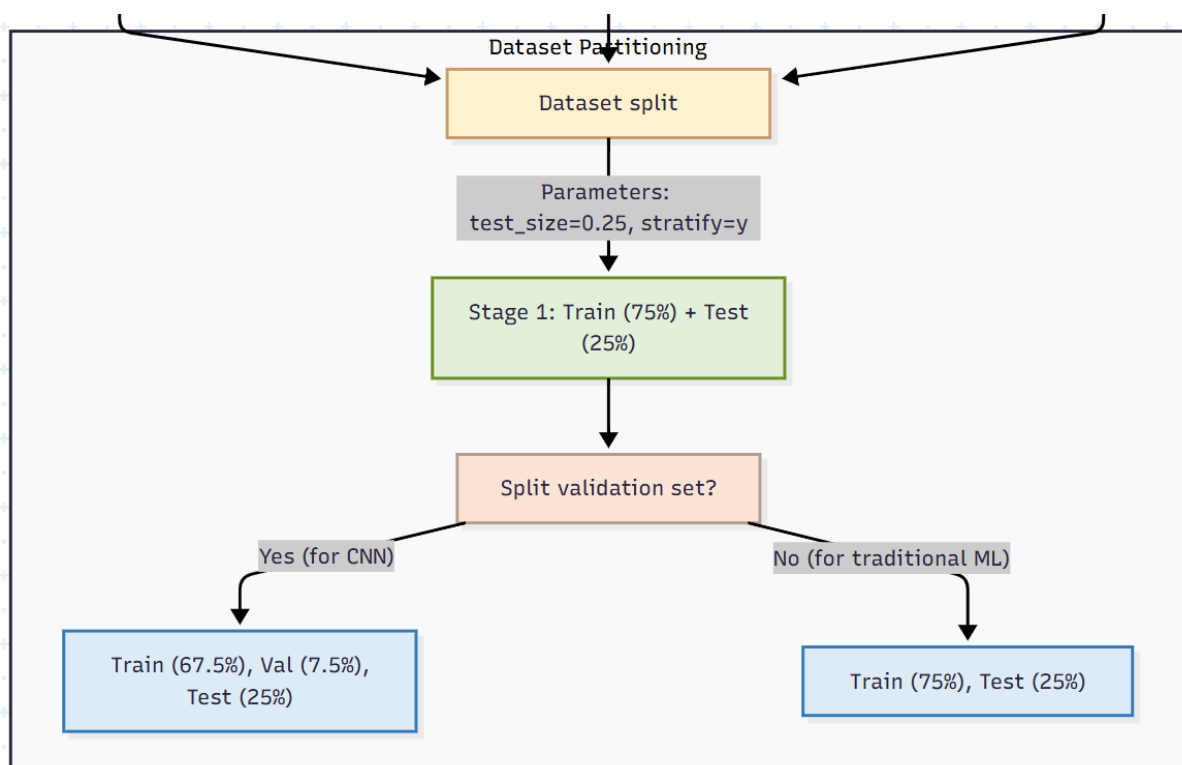 Dataset Partitioning
Dataset split
Parameters:
test_size=0.25, stratify=y
Stage 1: Train (75%) + Test
(25%)
Split validation set?
Yes (for CNN)
No (for traditional ML)
Train (67.5%), Val (7.5%),
Test (25%)
Train (75%), Test (25%)